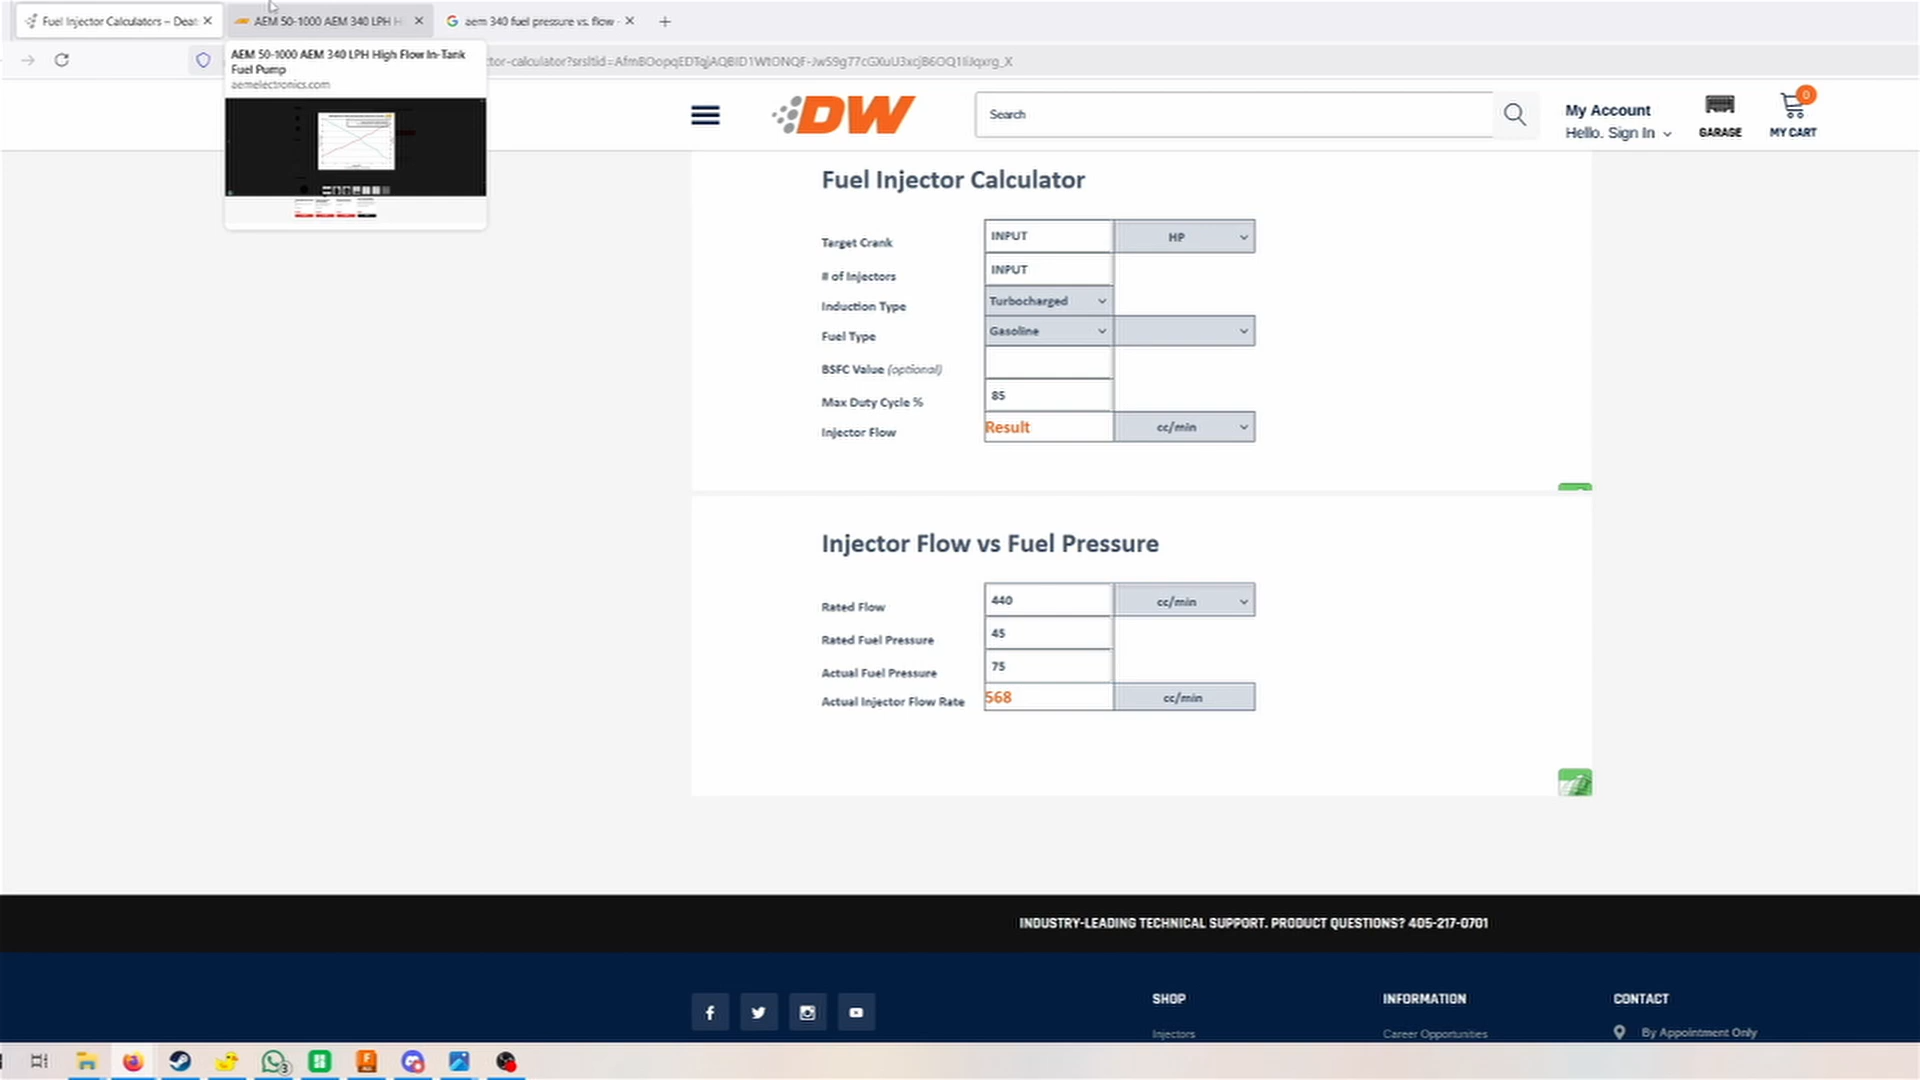 Fuel Injector Calculators – Deat
AEM 50-1000 AEM 340 LPH H
aem 340 fuel pressure vs. flow -
AEM 50-1000 AEM 340 LPH High Flow In-Tank
Fuel Pump
aemelectronics.com
DW
Search
My Account
Hello. Sign In
GARAGE
0
MY CART
Fuel Injector Calculator
Target Crank INPUT HP
# of Injectors INPUT
Induction Type Turbocharged
Fuel Type Gasoline
BSFC Value (optional)
Max Duty Cycle % 85
Injector Flow Result cc/min
Injector Flow vs Fuel Pressure
Rated Flow 440 cc/min
Rated Fuel Pressure 45
Actual Fuel Pressure 75
Actual Injector Flow Rate 568 cc/min
INDUSTRY-LEADING TECHNICAL SUPPORT. PRODUCT QUESTIONS? 405-217-0701
SHOP
INFORMATION
CONTACT
Injectors
Career Opportunities
By Appointment Only
3